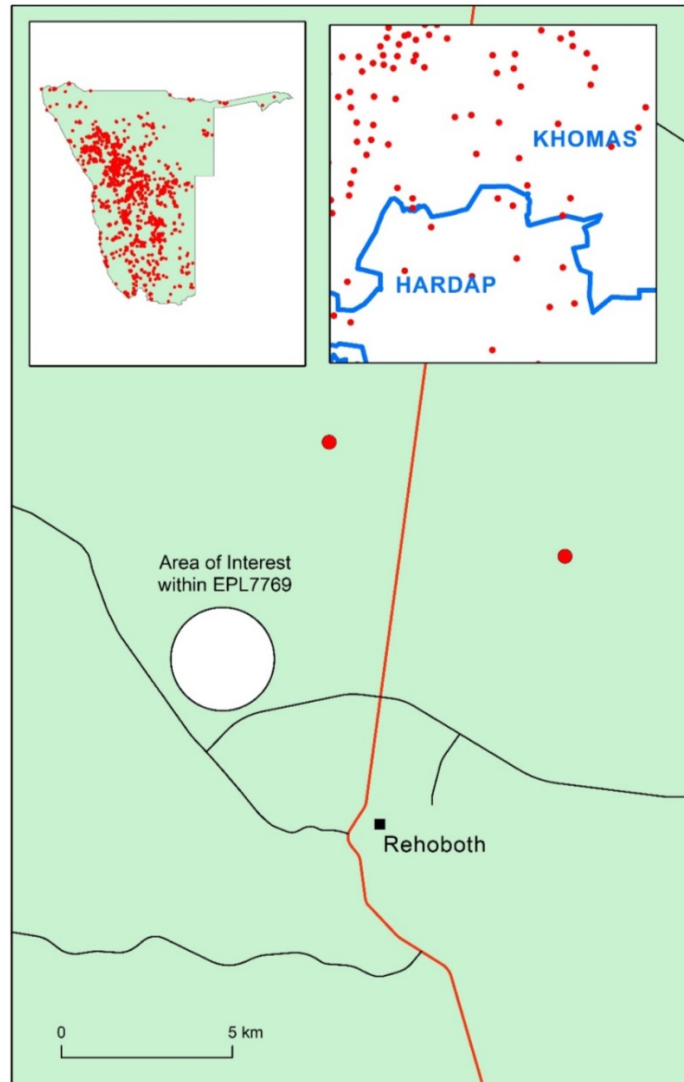 KHOMAS
HARDAP
Area of Interest
within EPL7769
Rehoboth
0 5 km